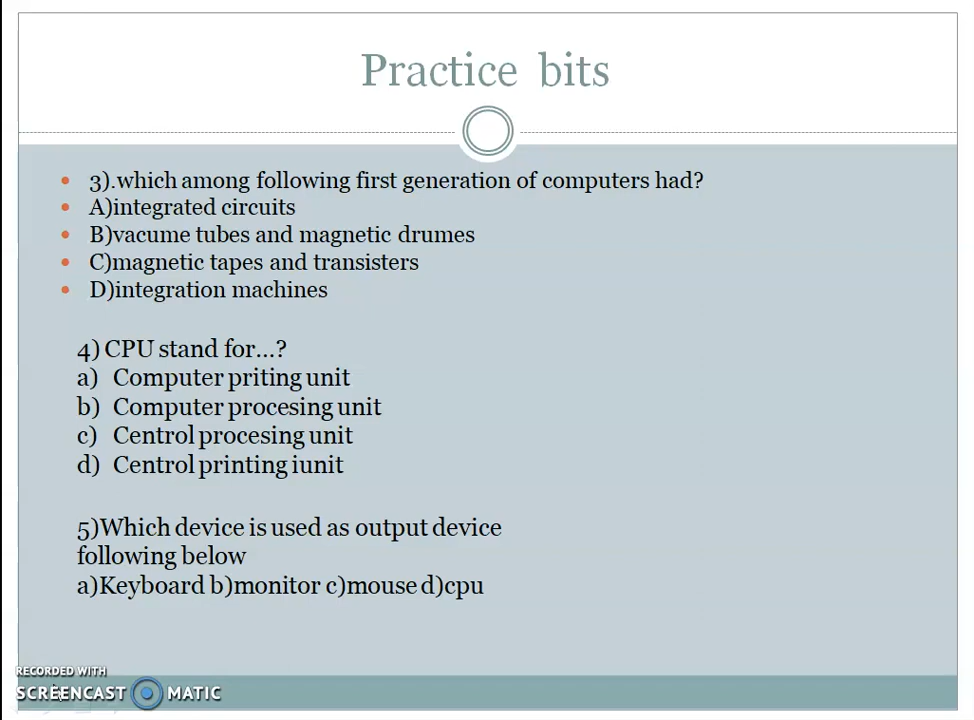 Practice bits
3).which among following first generation of computers had?
A)integrated circuits
B)vacume tubes and magnetic drumes
C)magnetic tapes and transisters
D)integration machines
4) CPU stand for...?
a) Computer priting unit
b) Computer procesing unit
c) Centrol procesing unit
d) Centrol printing iunit
5)Which device is used as output device
following below
a)Keyboard b)monitor c)mouse d)cpu
RECORDED WITH
SCREENCAST MATIC